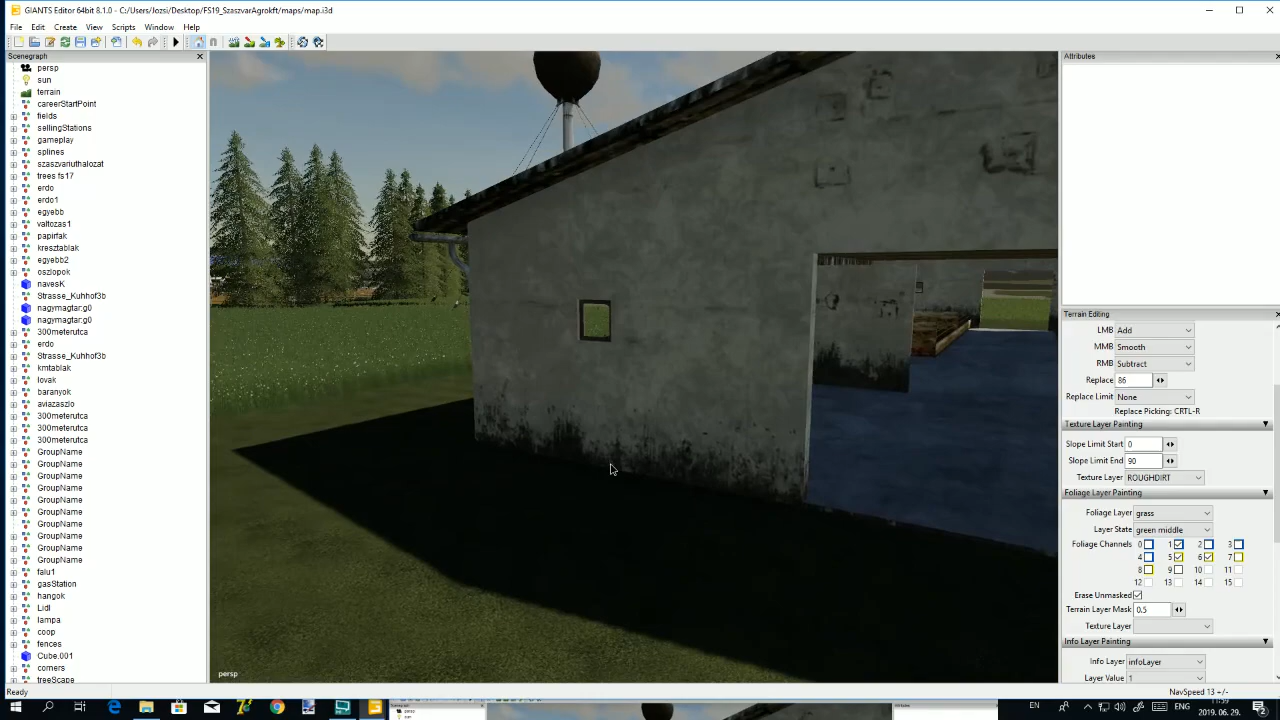 GIANTS Editor 64bit 8.1.0 - C:/Users/Jozsi/Desktop/FS19_SzaszvarAgrokft/maps/map.i3d
File Edit Create View Scripts Window Help
Scenegraph
persp
sun
terrain
careerStartPoint
fields
sellingStations
gameplay
splines
szaszvariuthalozat
trees fs17
erdo
erdo1
egyebb
valtozas1
papirfak
kresztablak
egyebb2
oszlopok
navesK
Strasse_Kuhhof3b
nagymagtar:g0
nagymagtar:g0
300meterutca
erdo
Strasse_Kuhhof3b
kmtablak
lovak
baranyok
aviazaszlo
300meterutca
300meterutca
300meterutca
GroupName
GroupName
GroupName
GroupName
GroupName
GroupName
GroupName
GroupName
GroupName
GroupName
falu1
gasStation
hangok
Lidl
lampa
coop
fences
Cube.001
corners
treeScape
persp
Attributes
Terrain Editing
LMB Add
MMB Smooth
RMB Subtract
Replace 86
Replace Limit None
Replace Picking: CRTL-R
Texture Layer Painting
Slope Limit Start 0
Slope Limit End 90
Texture Layer ROUGHDIRT
Foliage Layer Painting
Foliage Layer grass
Layer State green middle
Foliage Channels 0 1 2 3
4 5 6 7
8 9 10 11
12 13 14 15
Erase Unmasked
Terrain Layer Mask 0,5
Texture Layer
Info Layer Painting
Info Layer infoLayer
Layer Value 1
Ready
NavSpeed 13 +/-
EN
ENG
11:59
2019. 06. 29.